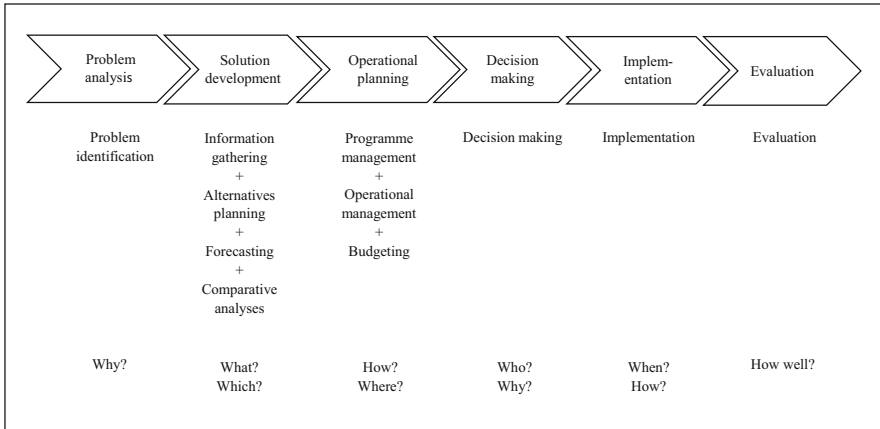 Problem
analysis
Solution
development
Operational
planning
Decision
making
Implem-
entation
Evaluation
Problem
identification
Information
gathering
+
Alternatives
planning
+
Forecasting
+
Comparative
analyses
Programme
management
+
Operational
management
+
Budgeting
Decision making
Implementation
Evaluation
Why?
What?
Which?
How?
Where?
Who?
Why?
When?
How?
How well?